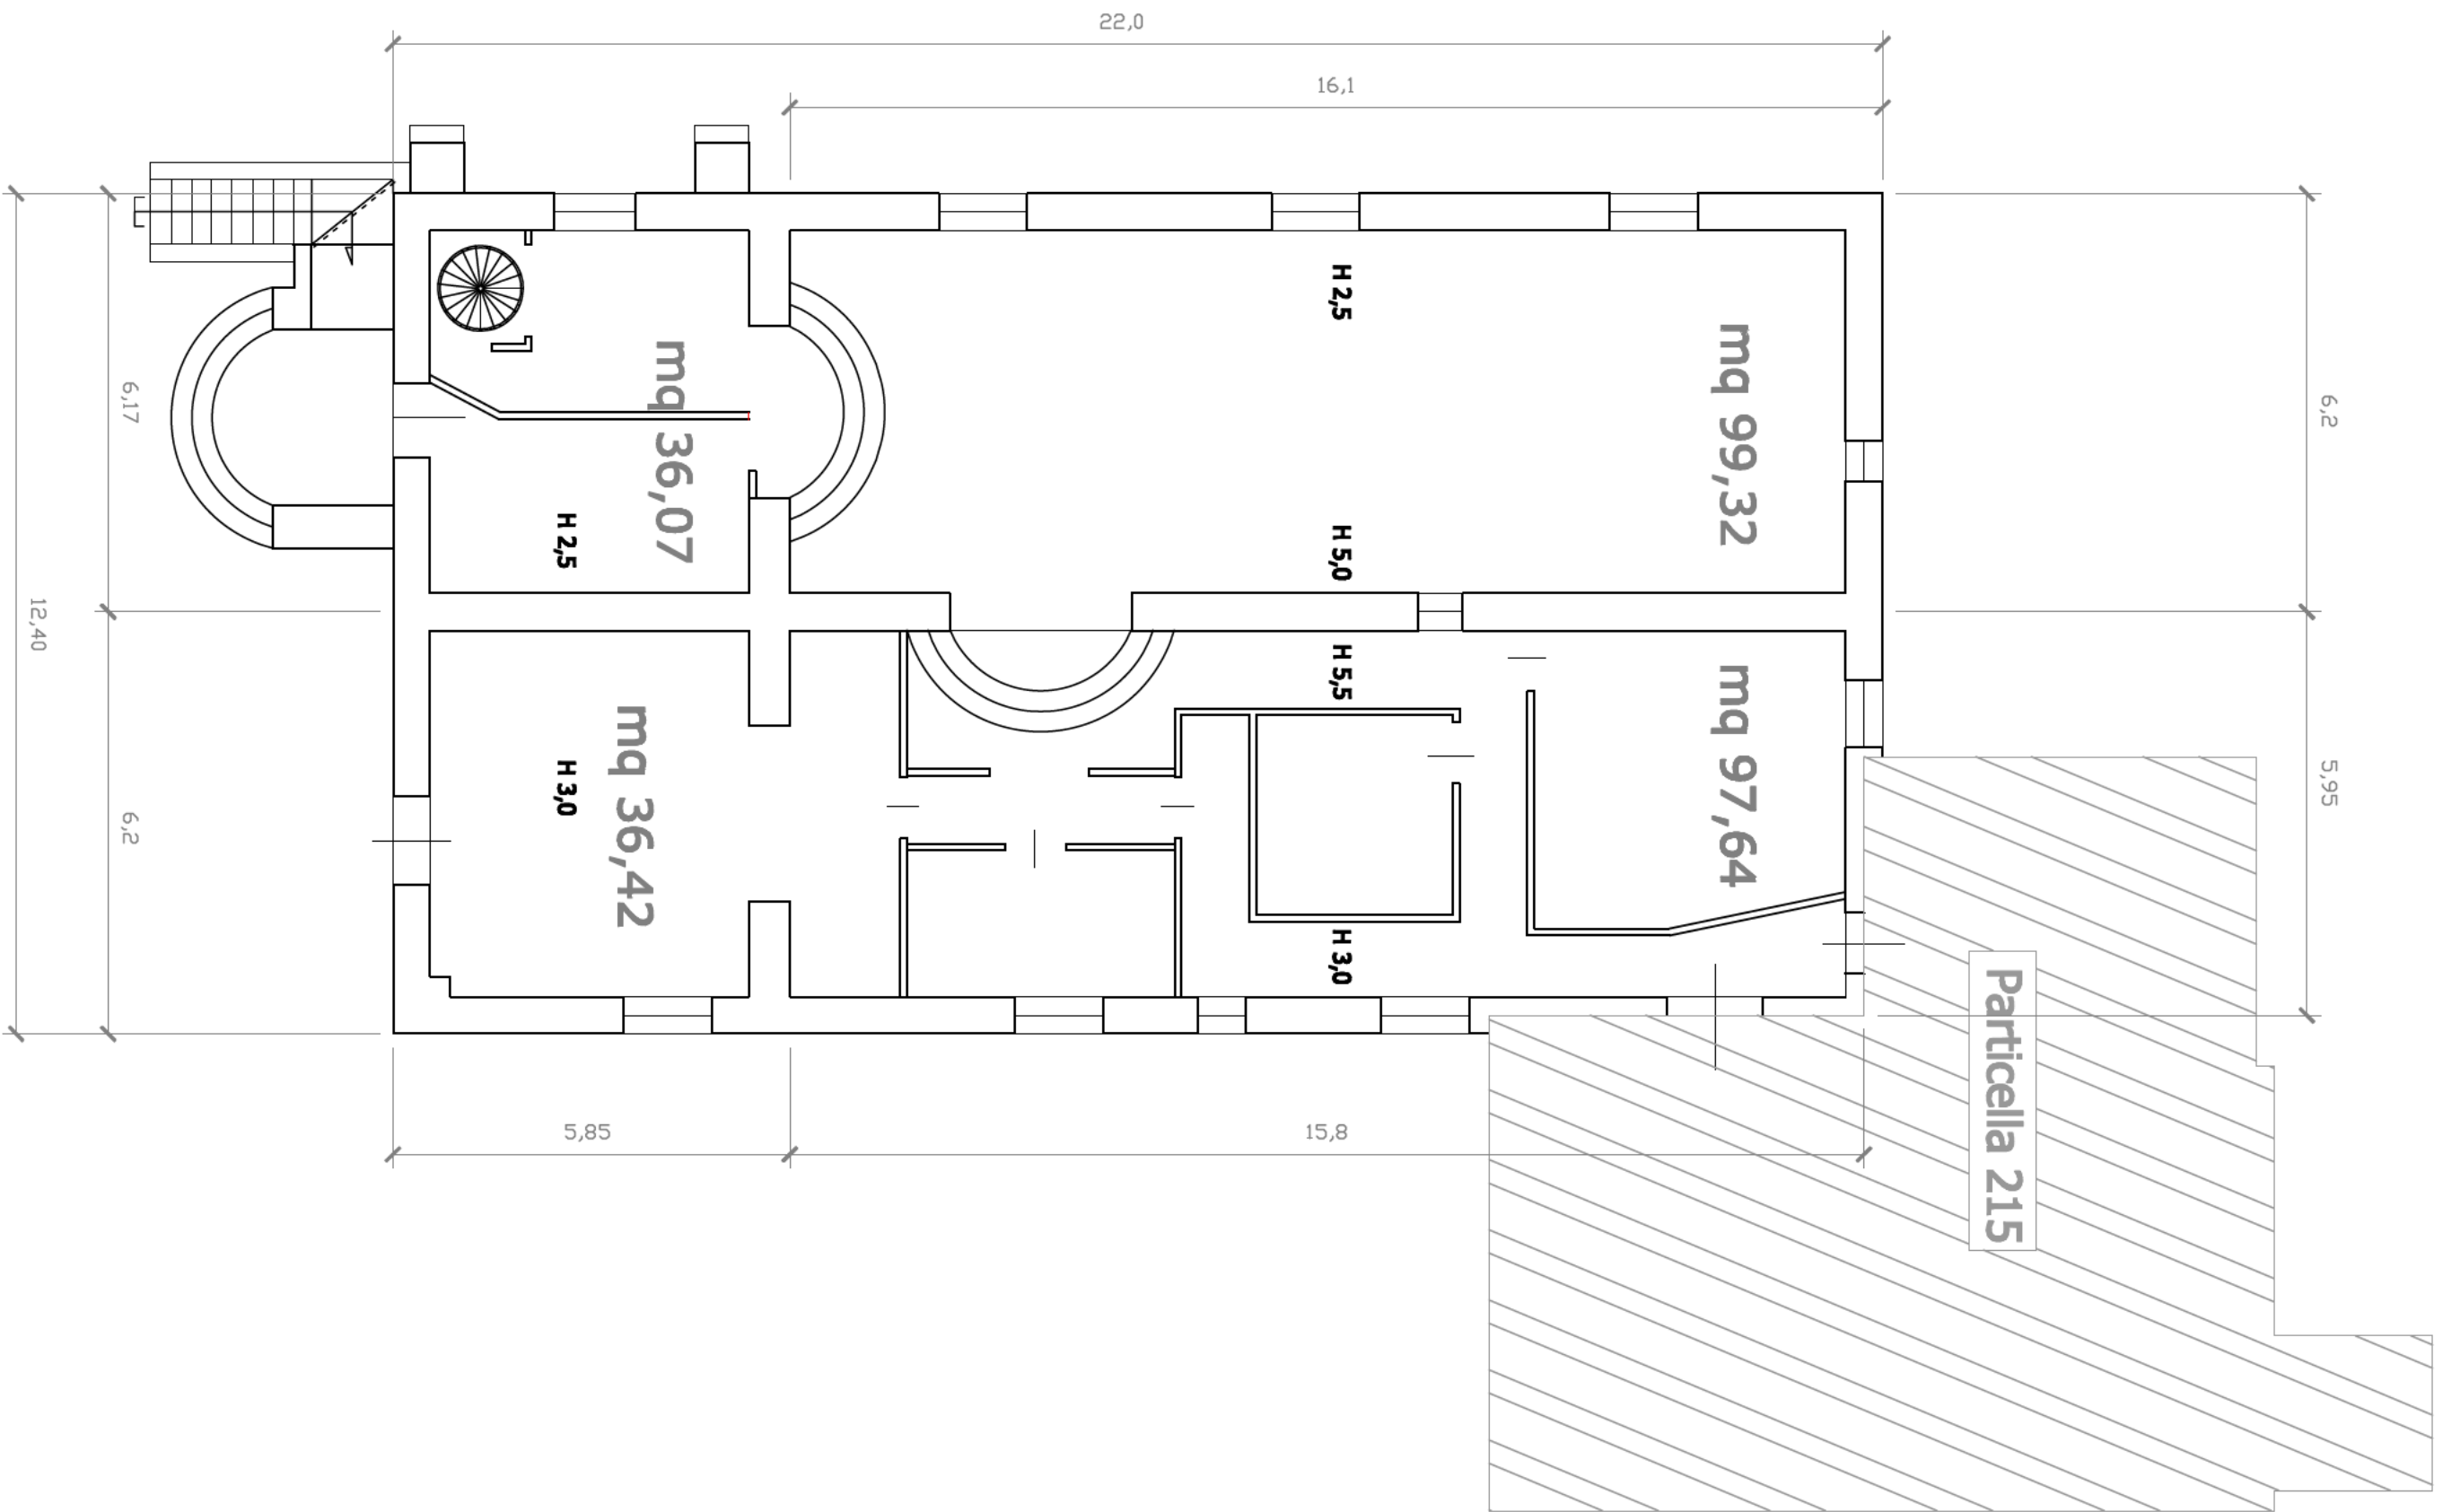 22,0
16,1
H 2,5
mq 99,32
mq 36,07
6,17
6,2
12,40
H 2,5
H 5,0
H 5,5
mq 97,64
mq 36,42
H 3,0
5,95
6,2
H 3,0
Particella 215
5,85
15,8